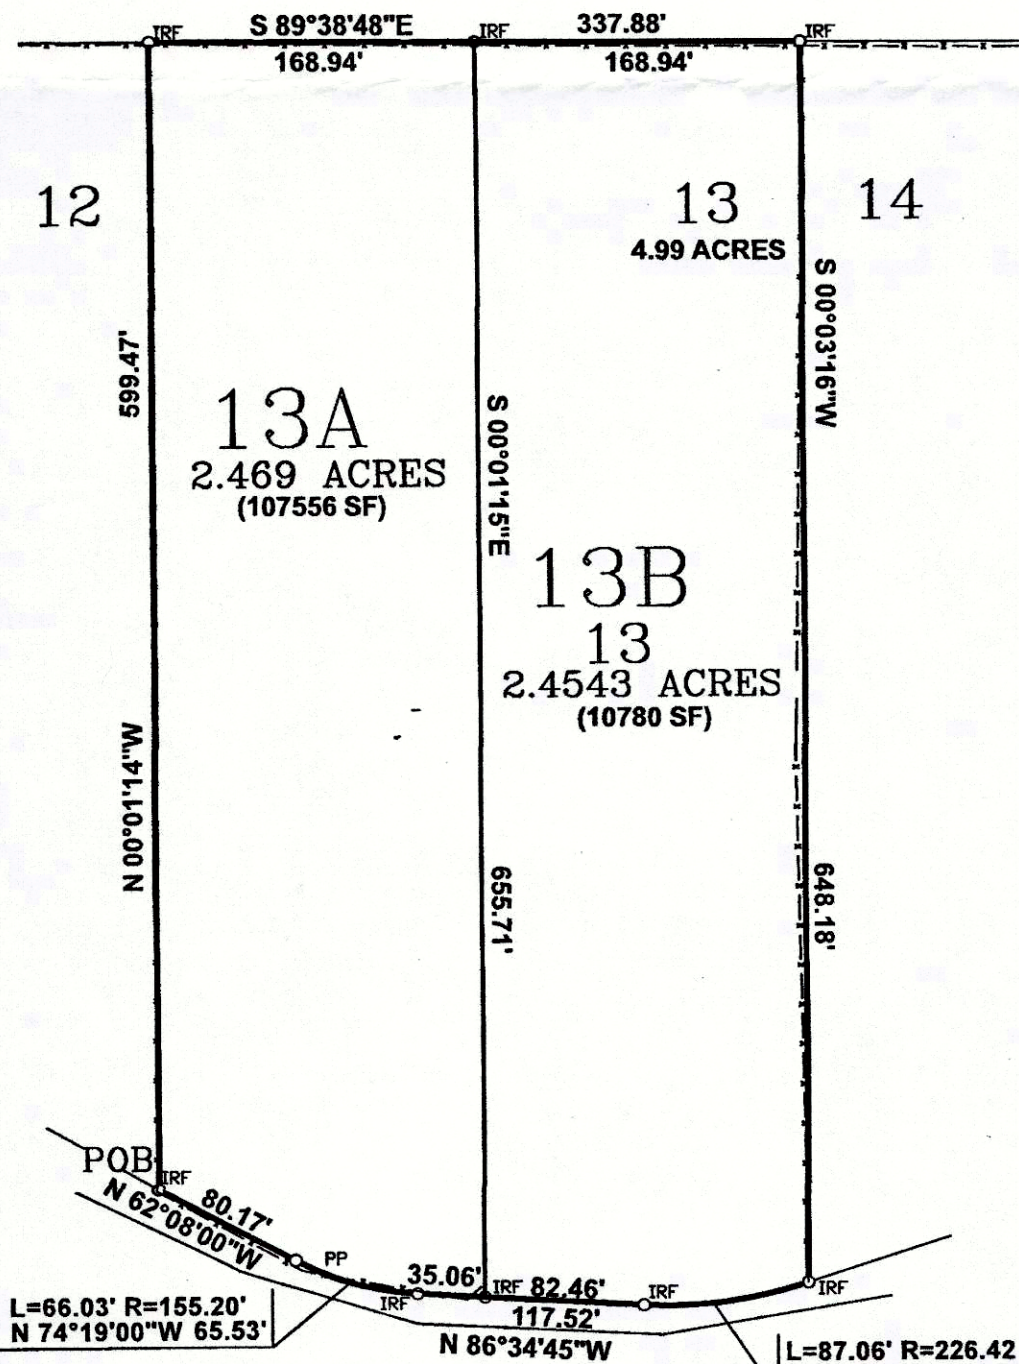 IRF
S 89°38'48"E
168.94'
337.88'
168.94'
IRF
12
13
4.99 ACRES
14
599.47'
S 00°03'16"W
13A
2.469 ACRES
(107556 SF)
S 00°01'15"E
13B
13
2.4543 ACRES
(10780 SF)
N 00°01'14"W
655.71'
648.18'
POB
IRF
80.17'
N 62°08'00"W
PP
35.06'
IRF
IRF
82.46'
117.52'
IRF
IRF
N 86°34'45"W
L=66.03' R=155.20'
N 74°19'00"W 65.53'
L=87.06' R=226.42